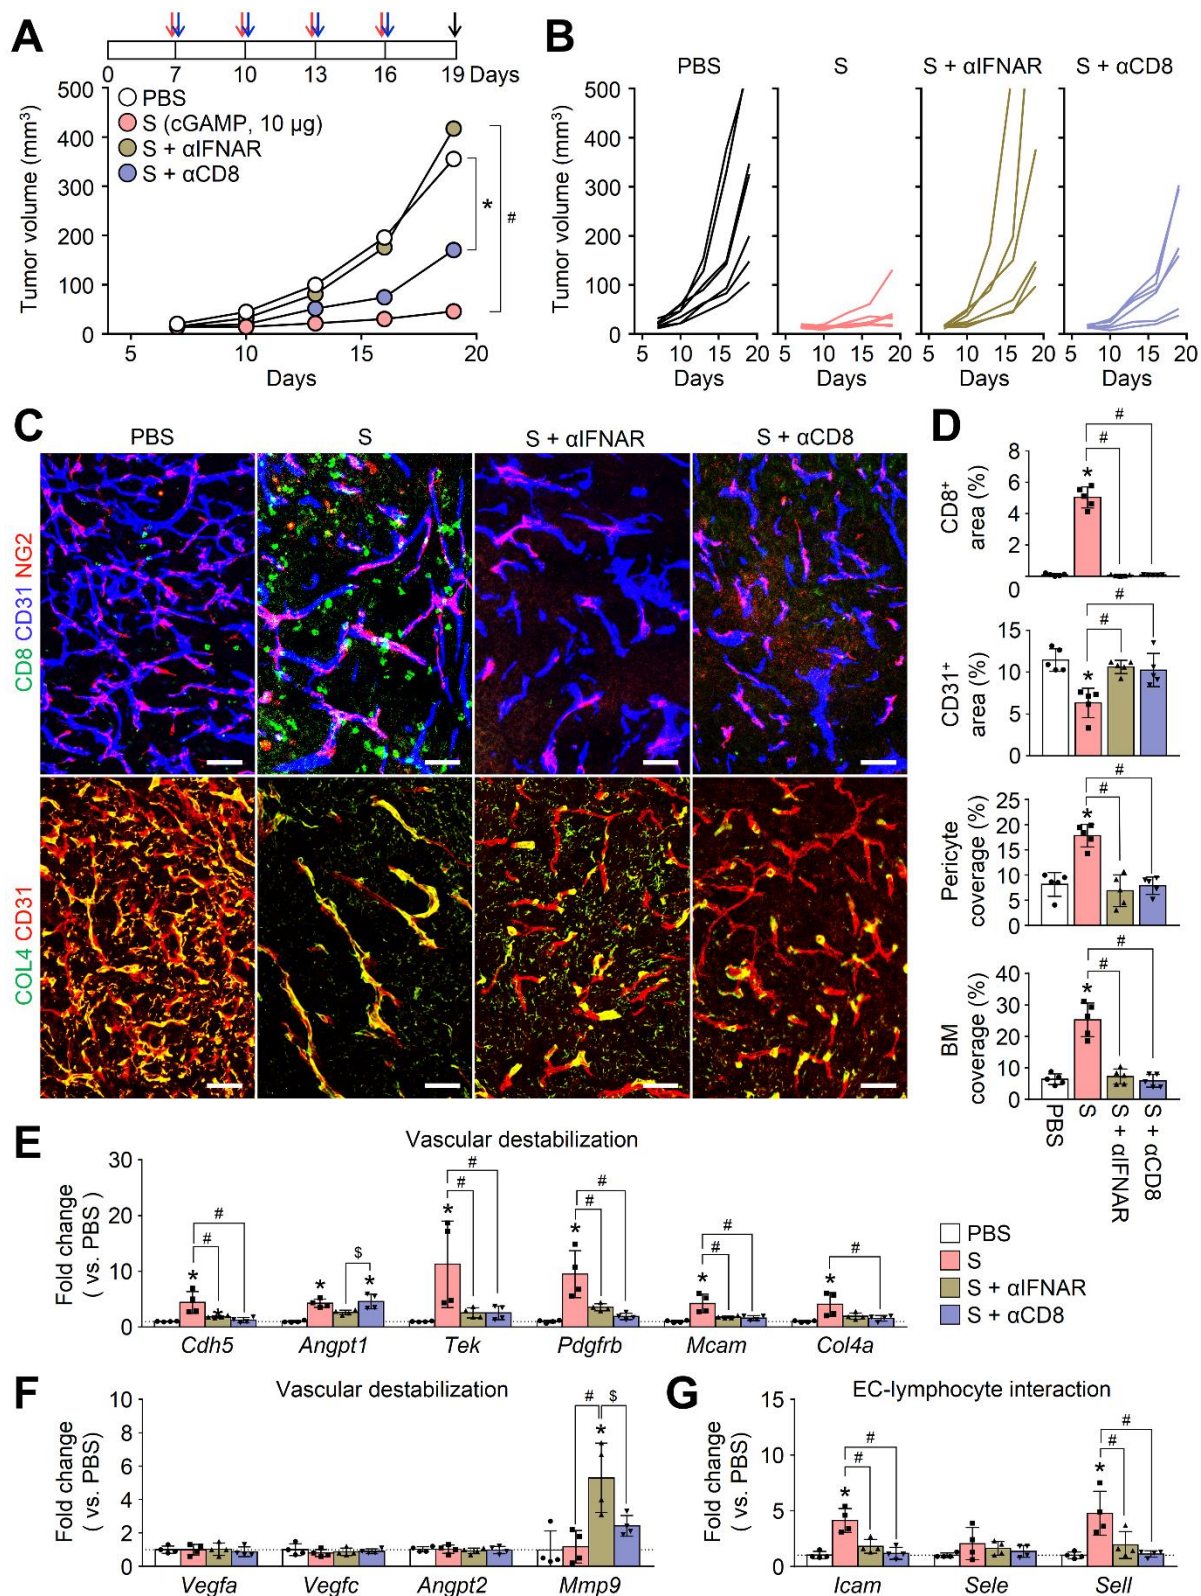 A
0 7 10 13 16 19 Days
Tumor volume (mm³)
500
400
300
200
100
0
PBS
S (cGAMP, 10 µg)
S + αIFNAR
S + αCD8
*
#
5 10 15 20
Days
B
PBS S S + αIFNAR S + αCD8
Tumor volume (mm³)
500
400
300
200
100
0
5 10 15 20 5 10 15 20 5 10 15 20 5 10 15 20
Days Days Days Days
C
PBS S S + αIFNAR S + αCD8
CD8 CD31 NG2
COL4 CD31
D
CD8⁺ area (%)
8
6
4
2
0
*
#
#
CD31⁺ area (%)
15
10
5
0
*
#
#
Pericyte coverage (%)
25
20
15
10
5
0
*
#
#
BM coverage (%)
40
30
20
10
0
*
#
#
PBS
S
S + αIFNAR
S + αCD8
E
Vascular destabilization
Fold change ( vs. PBS )
30
20
10
0
# # * * * $ * # # * # # * # # * # *
Cdh5 Angpt1 Tek Pdgfrb Mcam Col4a
PBS
S
S + αIFNAR
S + αCD8
F
Vascular destabilization
Fold change ( vs. PBS)
10
8
6
4
2
0
# $
*
Vegfa Vegfc Angpt2 Mmp9
G
EC-lymphocyte interaction
Fold change ( vs. PBS)
15
10
5
0
# # * # # *
Icam Sele Sell